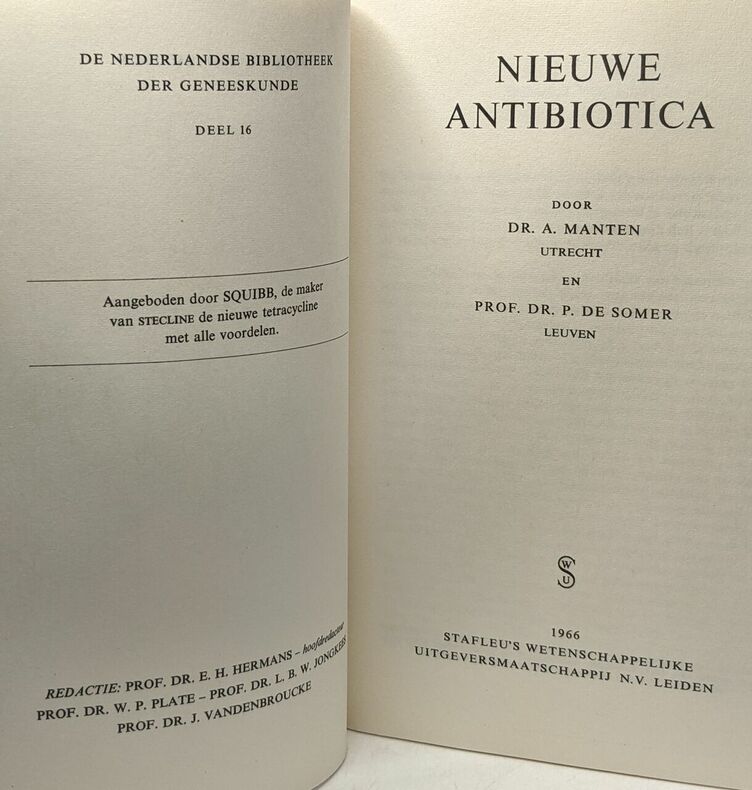 DE NEDERLANDSE BIBLIOTHEEK
DER GENEESKUNDE
DEEL 16
Aangeboden door SQUIBB, de maker
van STECLINE de nieuwe tetracycline
met alle voordelen.
REDACTIE: PROF. DR. E. H. HERMANS – hoofdredacteur
PROF. DR. W. P. PLATE – PROF. DR. L. B. W. JONGKEES
PROF. DR. J. VANDENBROUCKE
NIEUWE
ANTIBIOTICA
DOOR
DR. A. MANTEN
UTRECHT
EN
PROF. DR. P. DE SOMER
LEUVEN
W
S
U
1966
STAFLEU'S WETENSCHAPPELIJKE
UITGEVERSMAATSCHAPPIJ N.V. LEIDEN